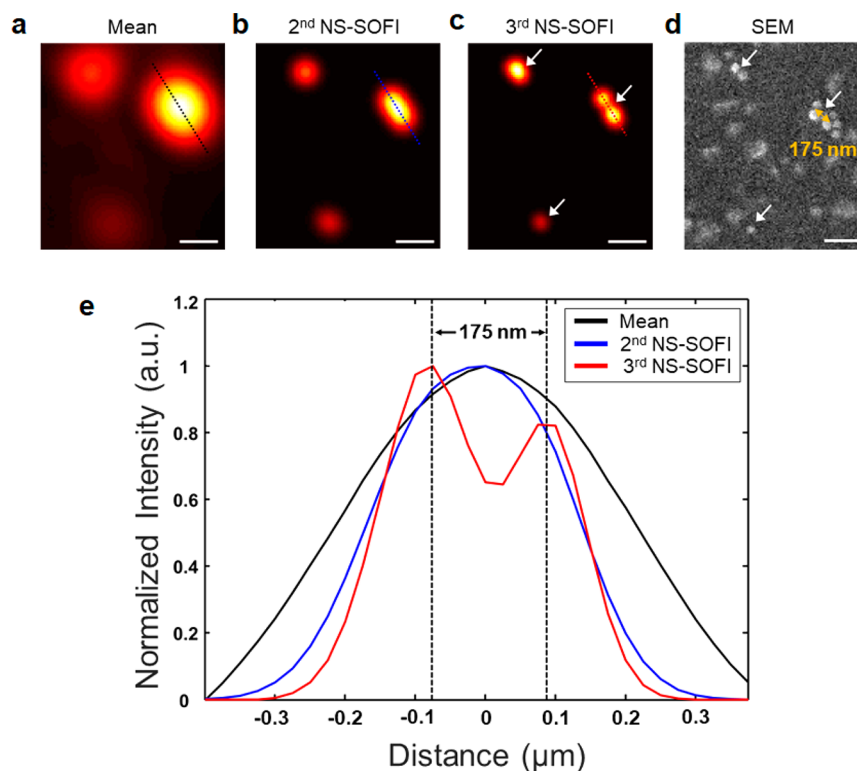 a Mean b 2nd NS-SOFI c 3rd NS-SOFI d SEM
175 nm
e
1.2
1
0.8
0.6
0.4
0.2
0
Normalized Intensity (a.u.)
175 nm
Mean
2nd NS-SOFI
3rd NS-SOFI
-0.3 -0.2 -0.1 0 0.1 0.2 0.3
Distance (μm)